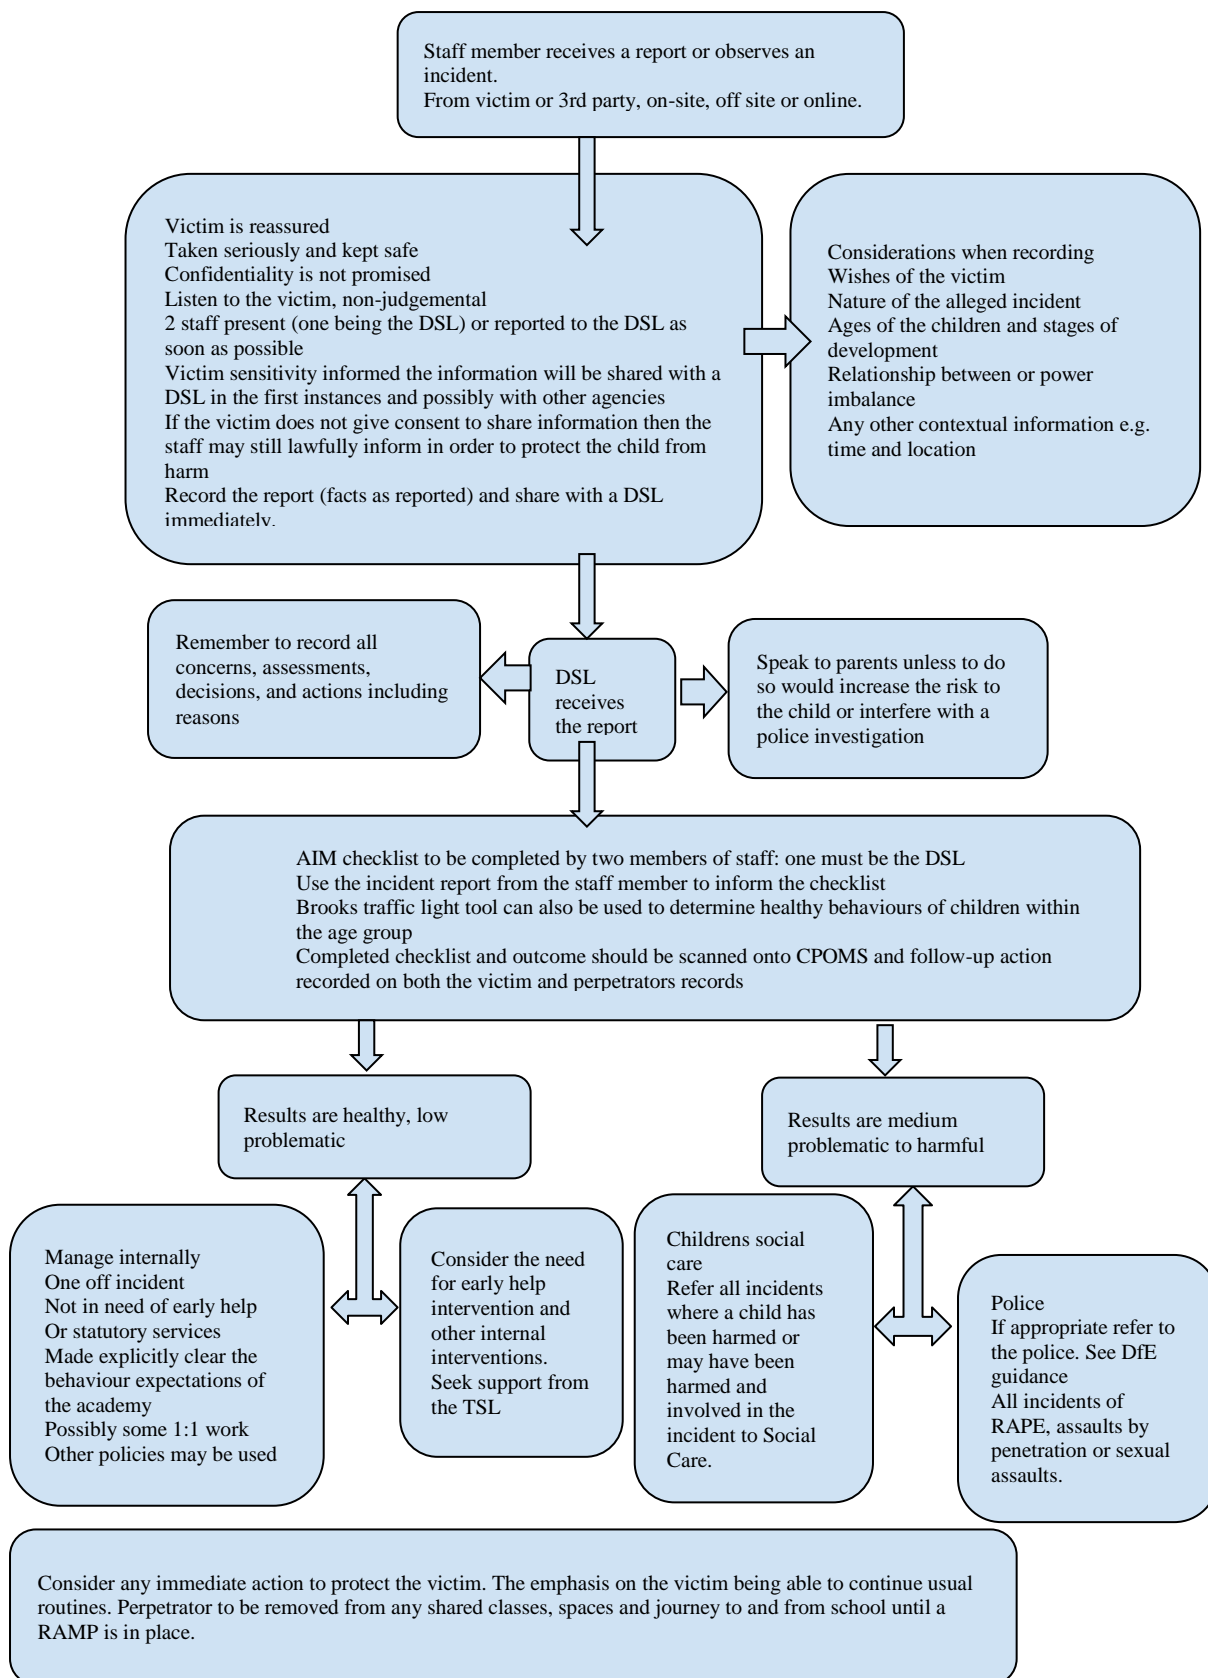 Staff member receives a report or observes an
incident.
From victim or 3rd party, on-site, off site or online.
Victim is reassured
Taken seriously and kept safe
Confidentiality is not promised
Listen to the victim, non-judgemental
2 staff present (one being the DSL) or reported to the DSL as
soon as possible
Victim sensitivity informed the information will be shared with a
DSL in the first instances and possibly with other agencies
If the victim does not give consent to share information then the
staff may still lawfully inform in order to protect the child from
harm
Record the report (facts as reported) and share with a DSL
immediately.
Considerations when recording
Wishes of the victim
Nature of the alleged incident
Ages of the children and stages of
development
Relationship between or power
imbalance
Any other contextual information e.g.
time and location
Remember to record all
concerns, assessments,
decisions, and actions including
reasons
DSL
receives
the report
Speak to parents unless to do
so would increase the risk to
the child or interfere with a
police investigation
AIM checklist to be completed by two members of staff: one must be the DSL
Use the incident report from the staff member to inform the checklist
Brooks traffic light tool can also be used to determine healthy behaviours of children within
the age group
Completed checklist and outcome should be scanned onto CPOMS and follow-up action
recorded on both the victim and perpetrators records
Results are healthy, low
problematic
Results are medium
problematic to harmful
Manage internally
One off incident
Not in need of early help
Or statutory services
Made explicitly clear the
behaviour expectations of
the academy
Possibly some 1:1 work
Other policies may be used
Consider the need
for early help
intervention and
other internal
interventions.
Seek support from
the TSL
Childrens social
care
Refer all incidents
where a child has
been harmed or
may have been
harmed and
involved in the
incident to Social
Care.
Police
If appropriate refer to
the police. See DfE
guidance
All incidents of
RAPE, assaults by
penetration or sexual
assaults.
Consider any immediate action to protect the victim. The emphasis on the victim being able to continue usual
routines. Perpetrator to be removed from any shared classes, spaces and journey to and from school until a
RAMP is in place.